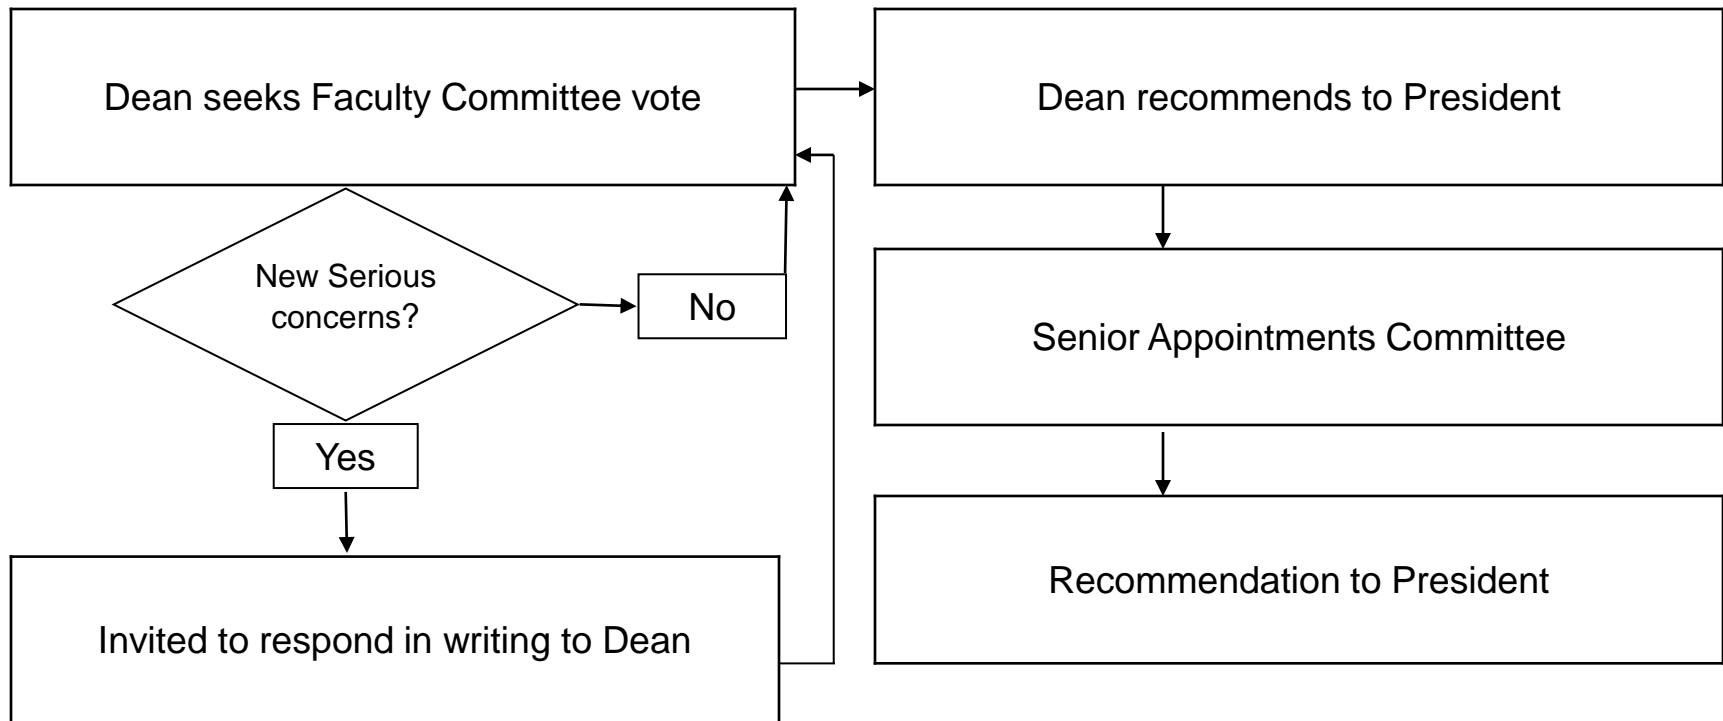 Dean seeks Faculty Committee vote
New Serious
concerns?
No
Yes
Invited to respond in writing to Dean
Dean recommends to President
Senior Appointments Committee
Recommendation to President